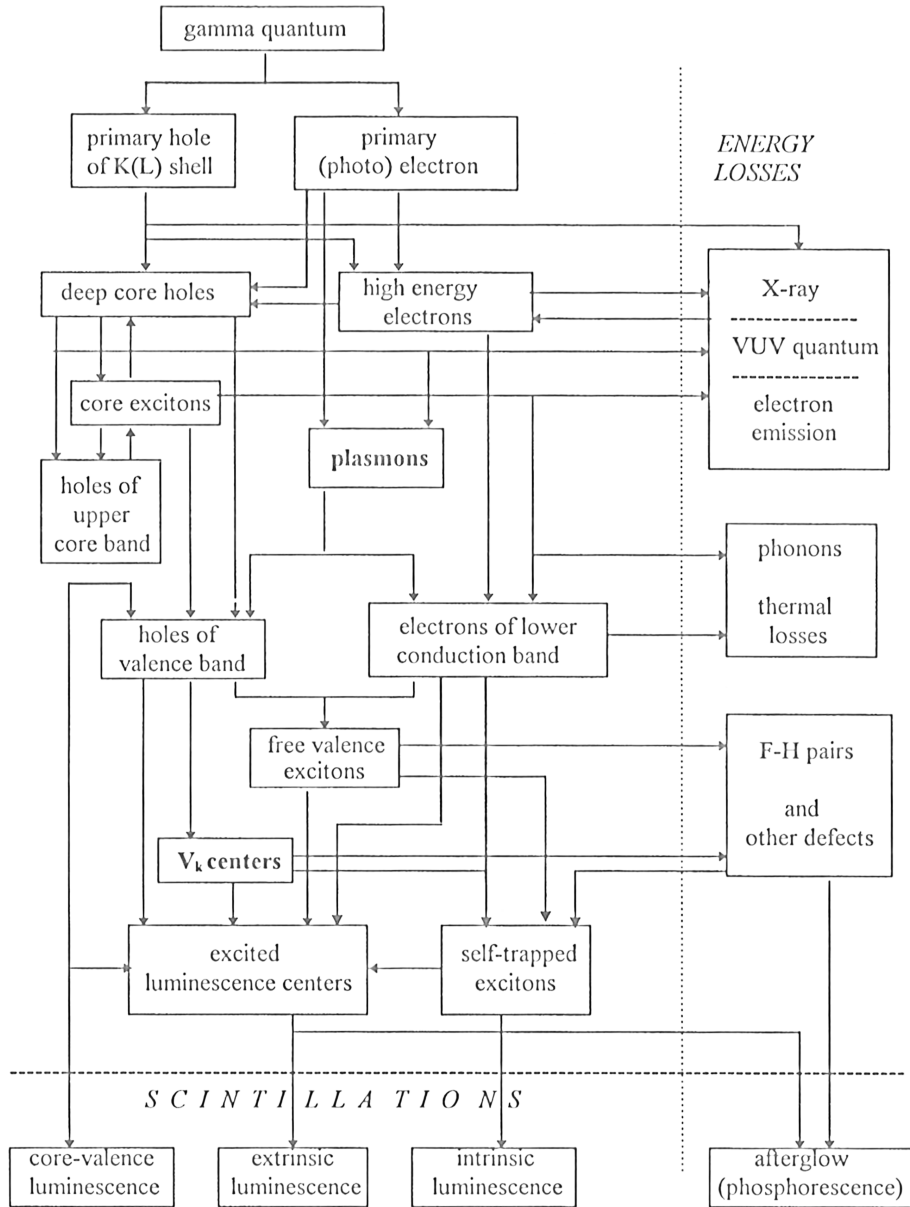 gamma quantum
primary hole
of K(L) shell
primary
(photo) electron
ENERGY
LOSSES
deep core holes
high energy
electrons
X-ray
VUV quantum
electron
emission
core excitons
plasmons
holes of
upper
core band
phonons
thermal
losses
holes of
valence band
electrons of lower
conduction band
free valence
excitons
F-H pairs
and
other defects
Vk centers
excited
luminescence centers
self-trapped
excitons
SCINTILLATIONS
core-valence
luminescence
extrinsic
luminescence
intrinsic
luminescence
afterglow
(phosphorescence)